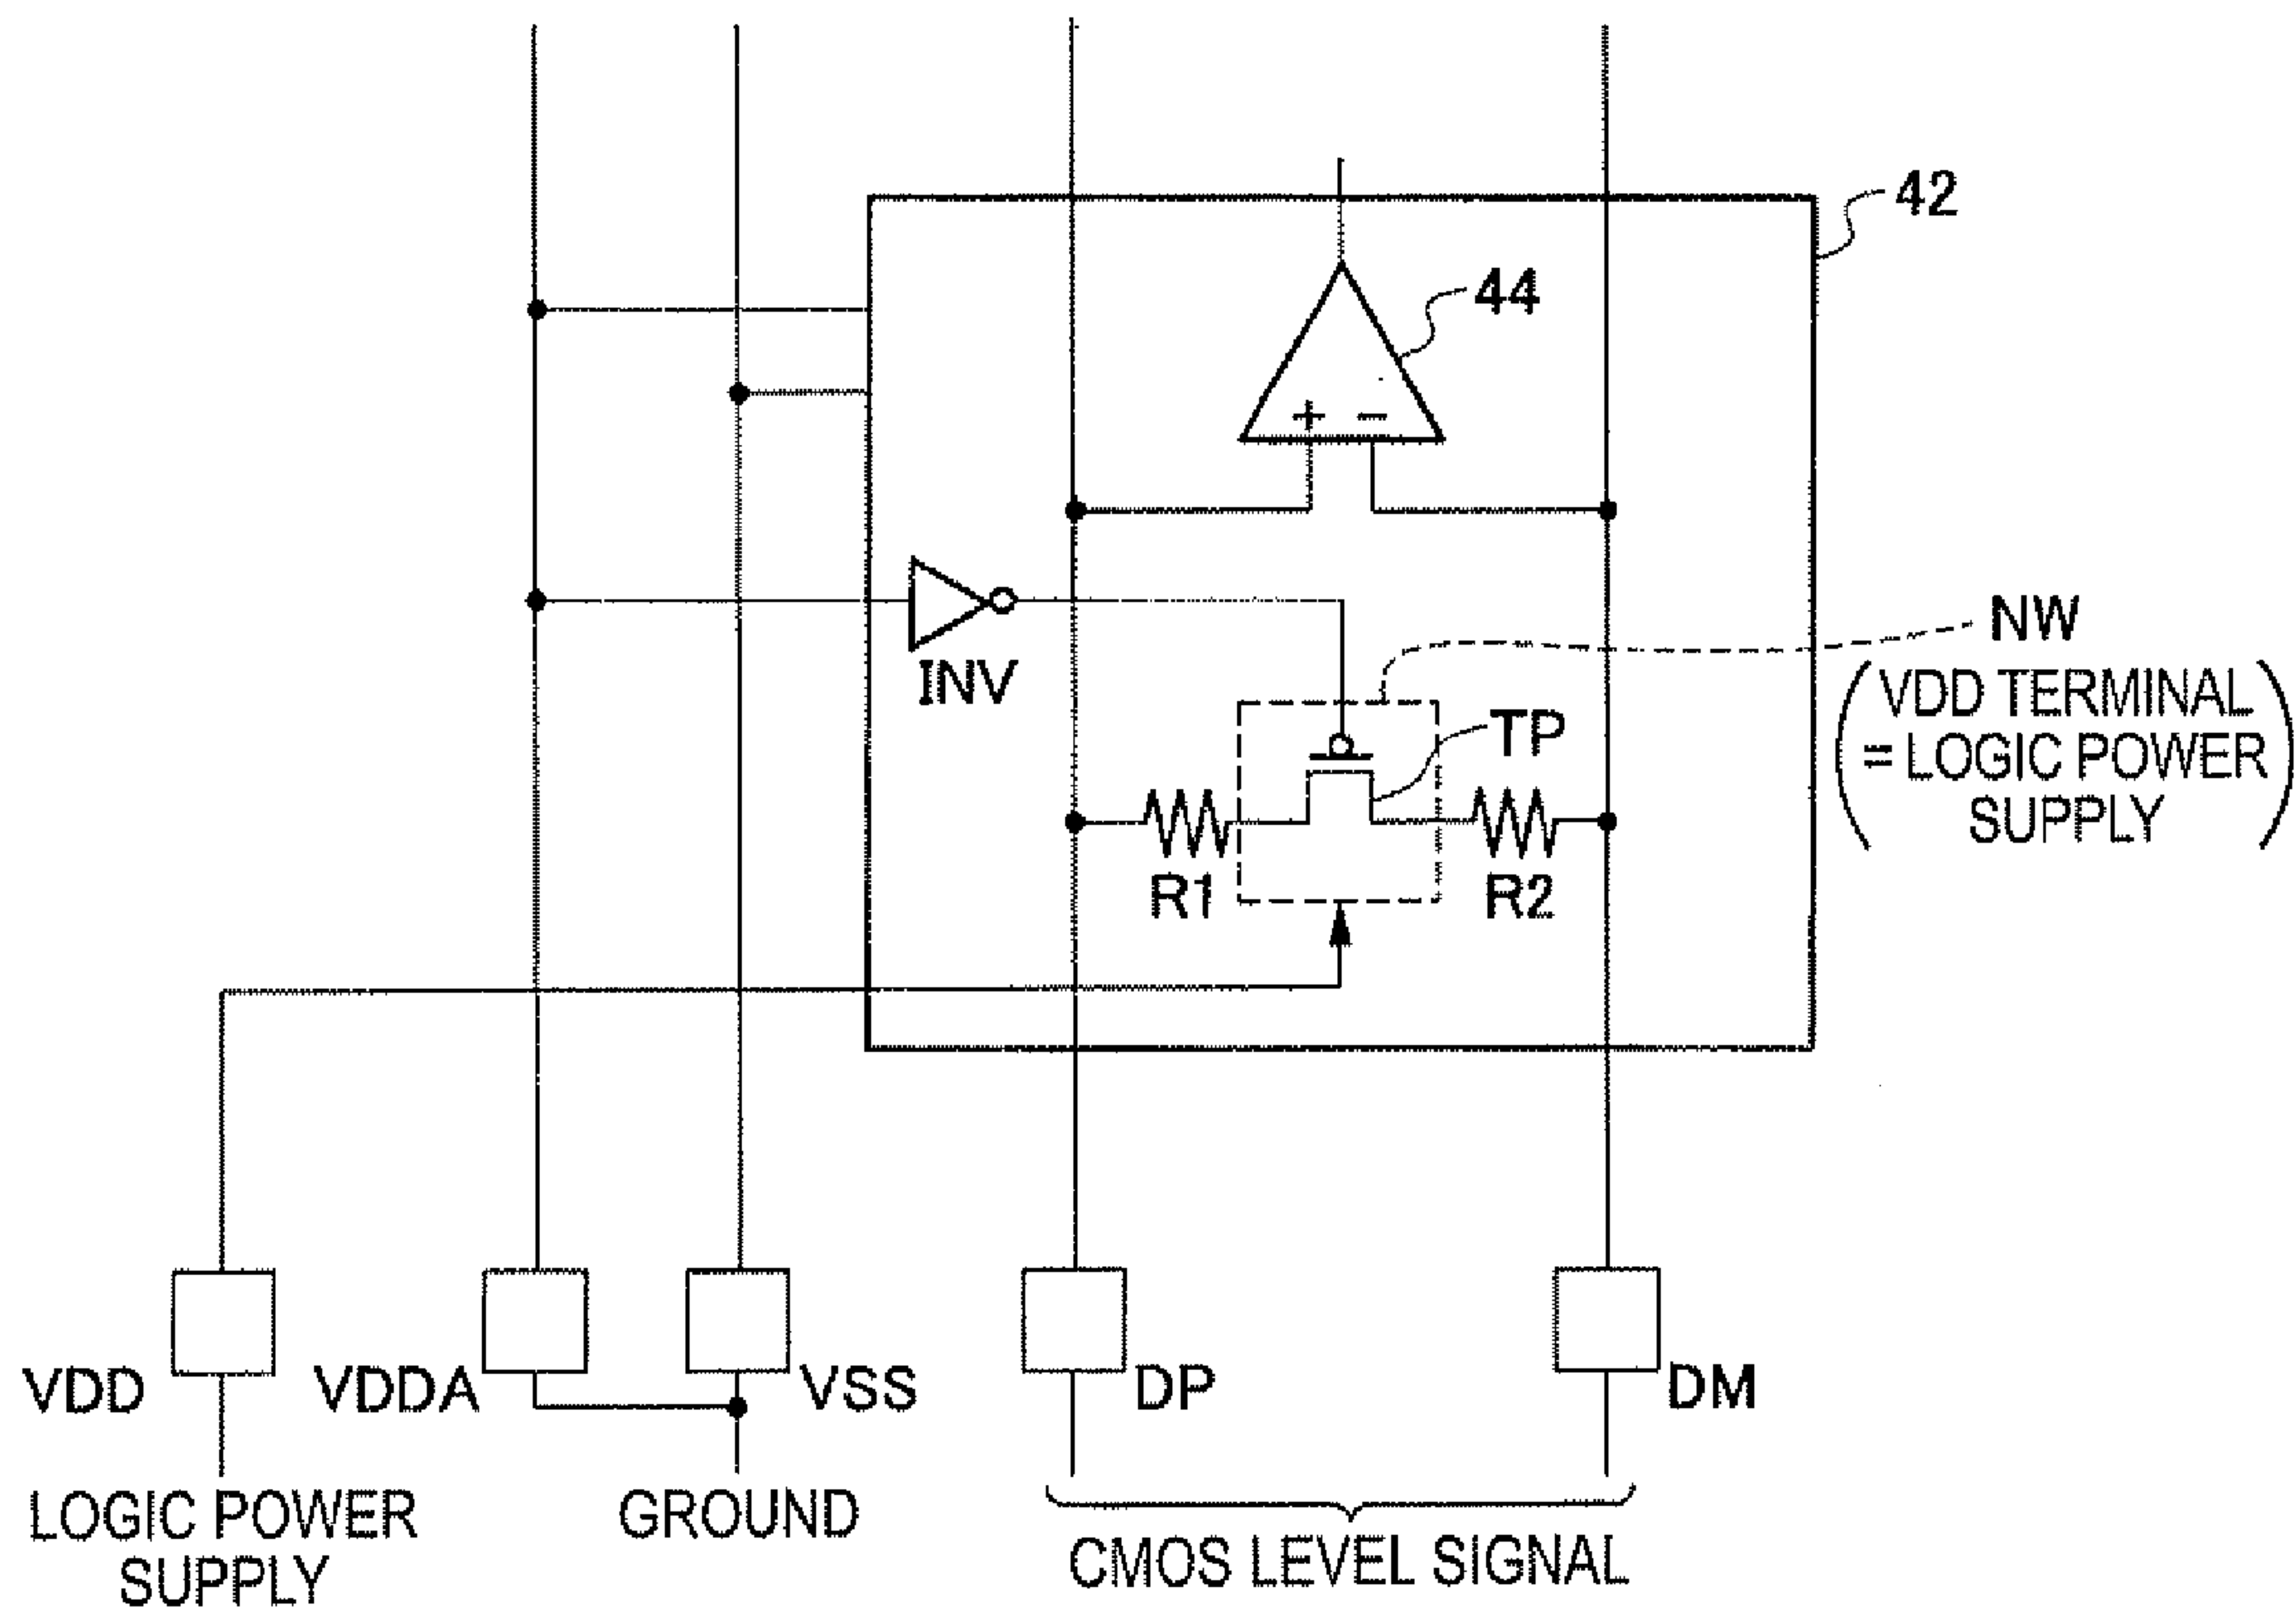 42
44
+ −
NW
(VDD TERMINAL
= LOGIC POWER
SUPPLY)
INV
TP
R1
R2
VDD
VDDA
VSS
DP
DM
LOGIC POWER
SUPPLY
GROUND
CMOS LEVEL SIGNAL